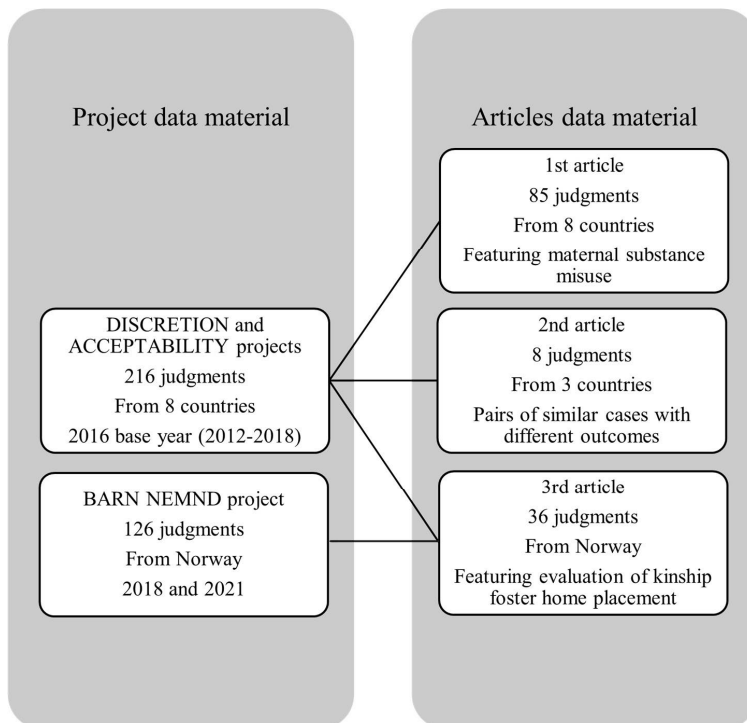 Project data material
DISCRETION and
ACCEPTABILITY projects
216 judgments
From 8 countries
2016 base year (2012-2018)
BARN NEMND project
126 judgments
From Norway
2018 and 2021
Articles data material
1st article
85 judgments
From 8 countries
Featuring maternal substance
misuse
2nd article
8 judgments
From 3 countries
Pairs of similar cases with
different outcomes
3rd article
36 judgments
From Norway
Featuring evaluation of kinship
foster home placement